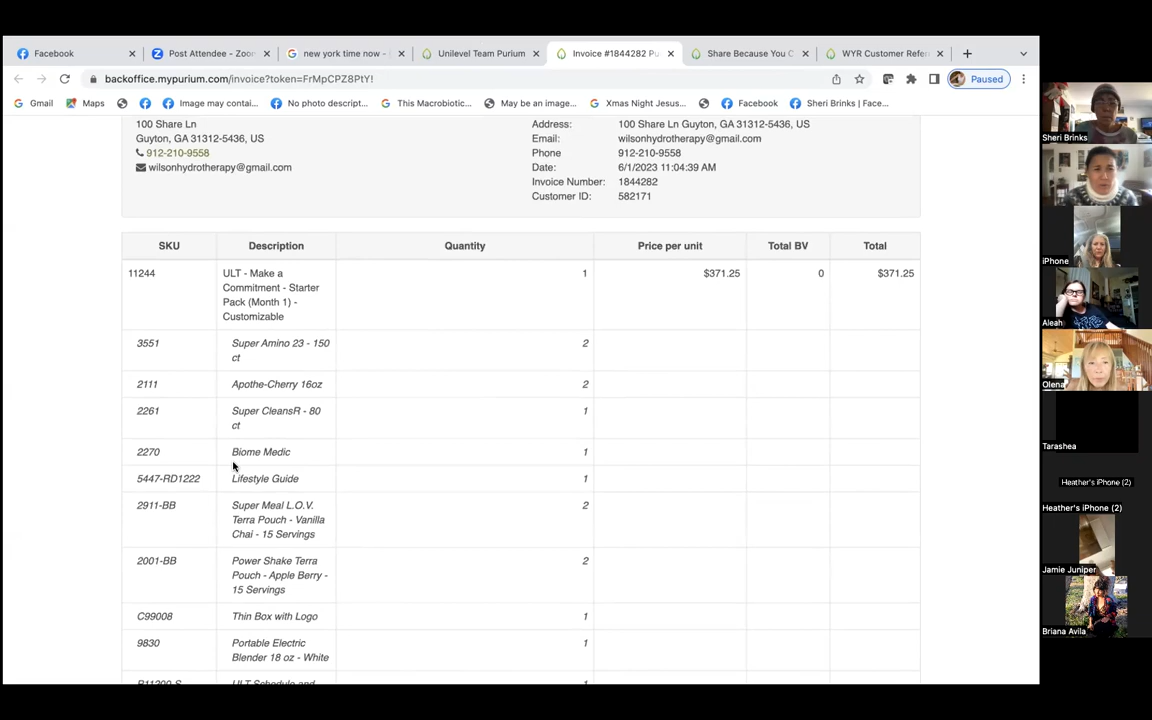 Facebook
Post Attendee - Zoo
new york time now -
Unilevel Team Purium
Invoice #1844282 Pu
Share Because You C
WYR Customer Refer
backoffice.mypurium.com/invoice?token=FrMpCPZ8PtY!
Paused
Gmail
Maps
Image may contai...
No photo descript...
This Macrobiotic...
May be an image...
Xmas Night Jesus...
Facebook
Sheri Brinks | Face...
100 Share Ln
Guyton, GA 31312-5436, US
912-210-9558
wilsonhydrotherapy@gmail.com
Address: 100 Share Ln Guyton, GA 31312-5436, US
Email: wilsonhydrotherapy@gmail.com
Phone 912-210-9558
Date: 6/1/2023 11:04:39 AM
Invoice Number: 1844282
Customer ID: 582171
SKU Description Quantity Price per unit Total BV Total
11244 ULT - Make a 1 $371.25 0 $371.25
Commitment - Starter
Pack (Month 1) -
Customizable
3551 Super Amino 23 - 150 2
ct
2111 Apothe-Cherry 16oz 2
2261 Super CleansR - 80 1
ct
2270 Biome Medic 1
5447-RD1222 Lifestyle Guide 1
2911-BB Super Meal L.O.V. 2
Terra Pouch - Vanilla
Chai - 15 Servings
2001-BB Power Shake Terra 2
Pouch - Apple Berry -
15 Servings
C99008 Thin Box with Logo 1
9830 Portable Electric 1
Blender 18 oz - White
Sheri Brinks
iPhone
Aleah
Olena
Tarashea
Heather's iPhone (2)
Heather's iPhone (2)
Jamie Juniper
Briana Avila